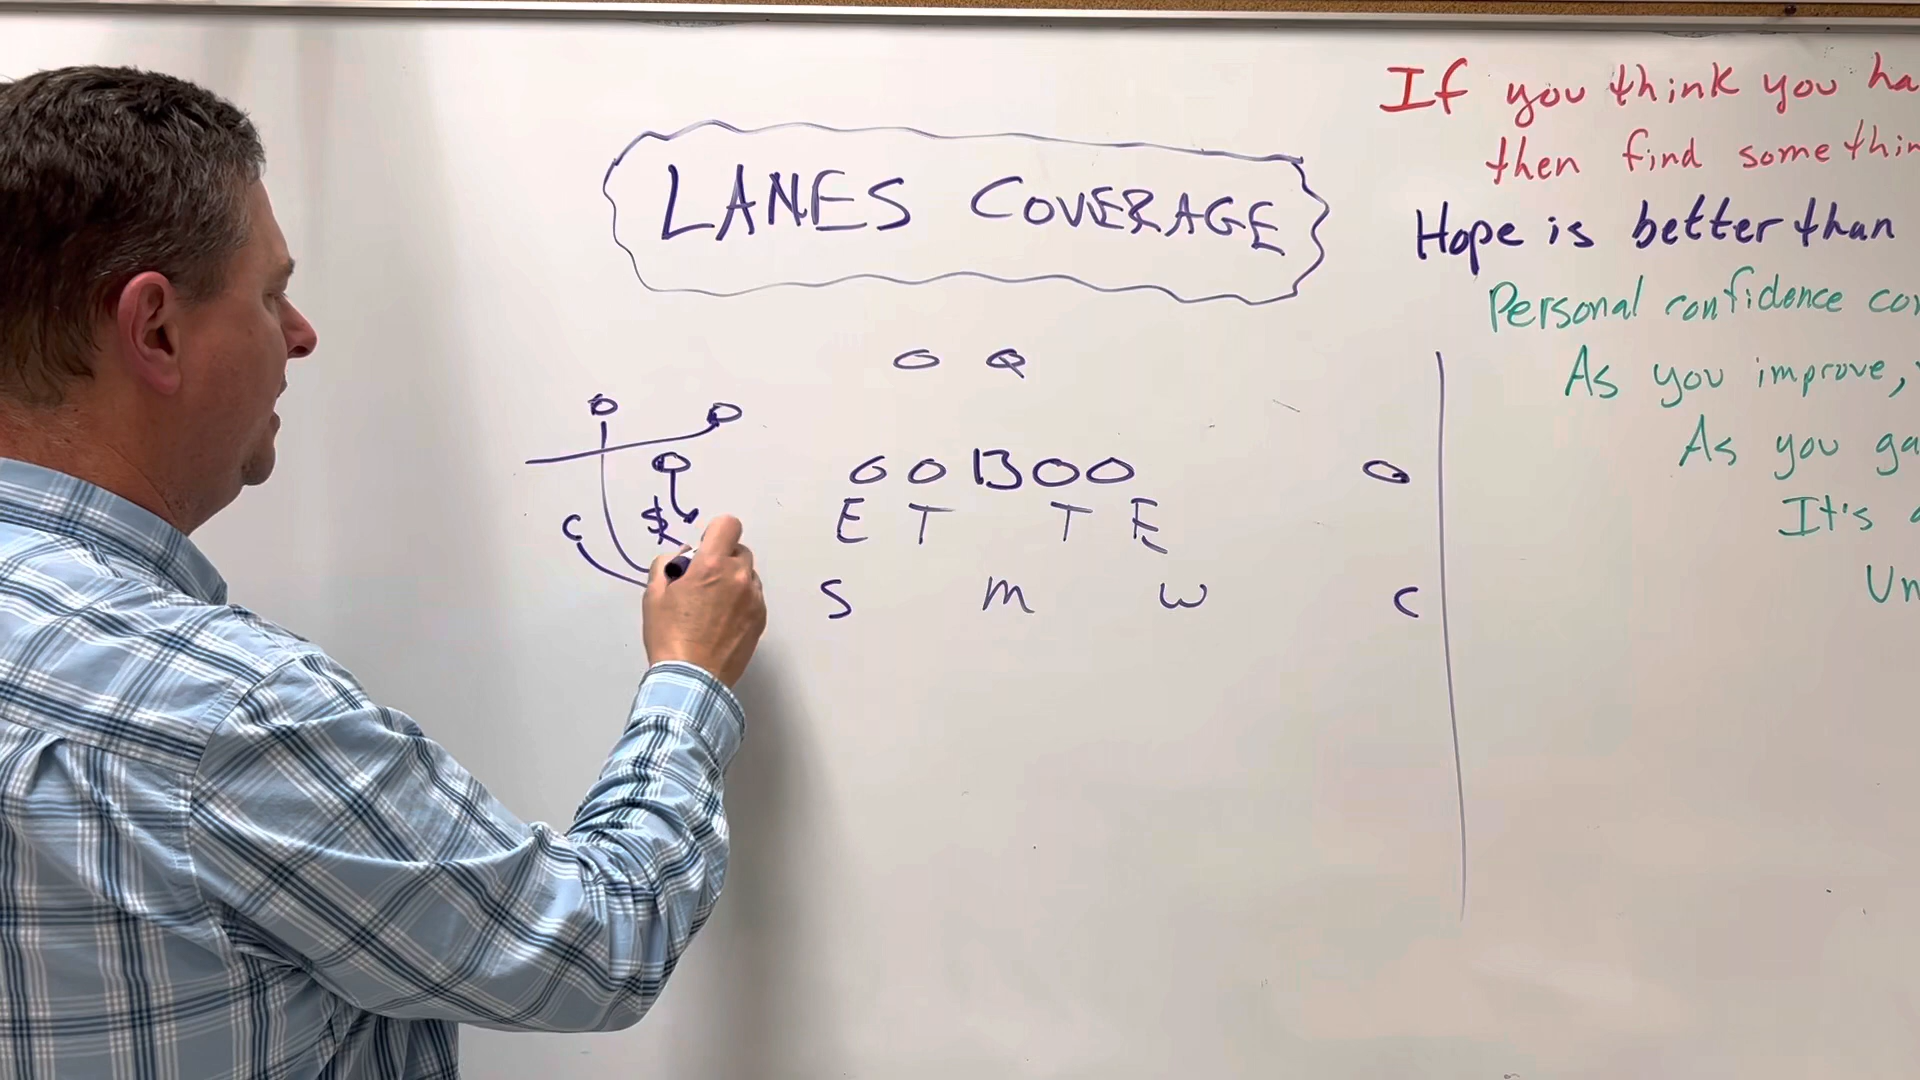 LANES COVERAGE
If you think you ha
then find somethin
Hope is better than
Personal confidence co
As you improve,
As you ga
It's
Un
O Q
O O
O
O O B O O O
C $ E T T E
S M W C